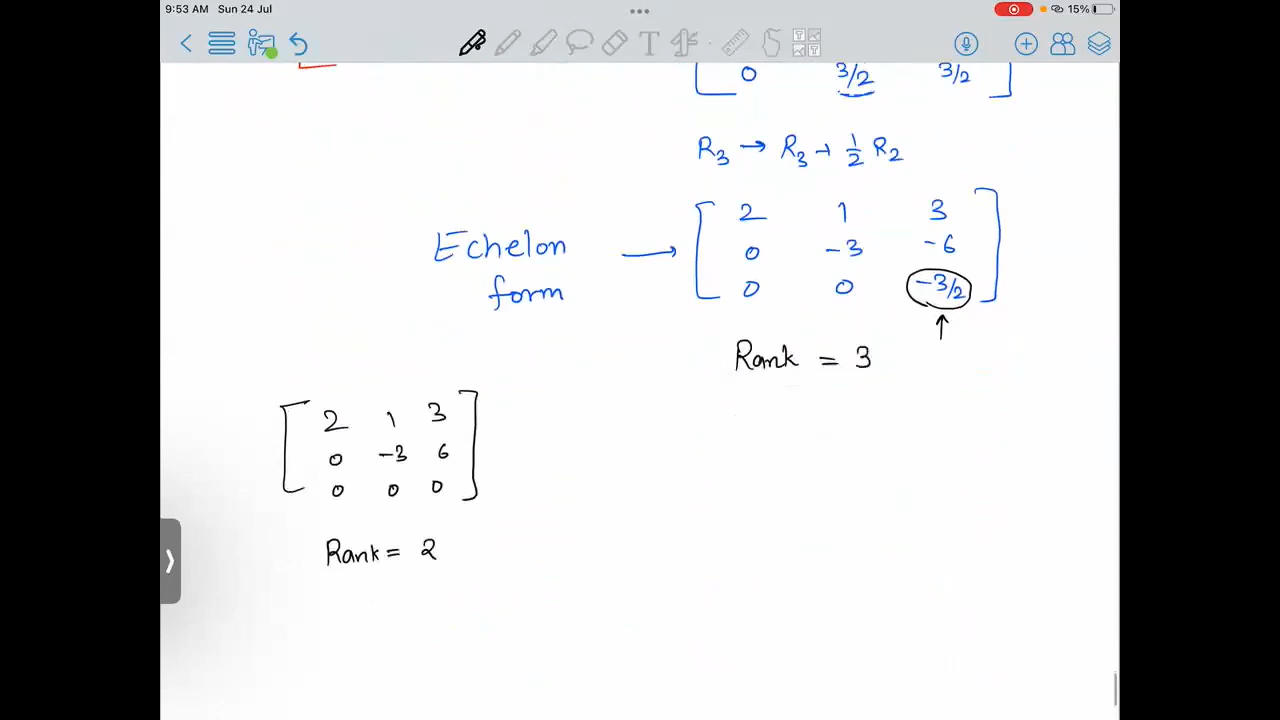 9:53 AM Sun 24 Jul
15%
0 3/2 3/2
R3 → R3 + 1/2 R2
2 1 3
Echelon → 0 -3 -6
form 0 0 -3/2
↑
Rank = 3
2 1 3
0 -3 6
0 0 0
Rank = 2